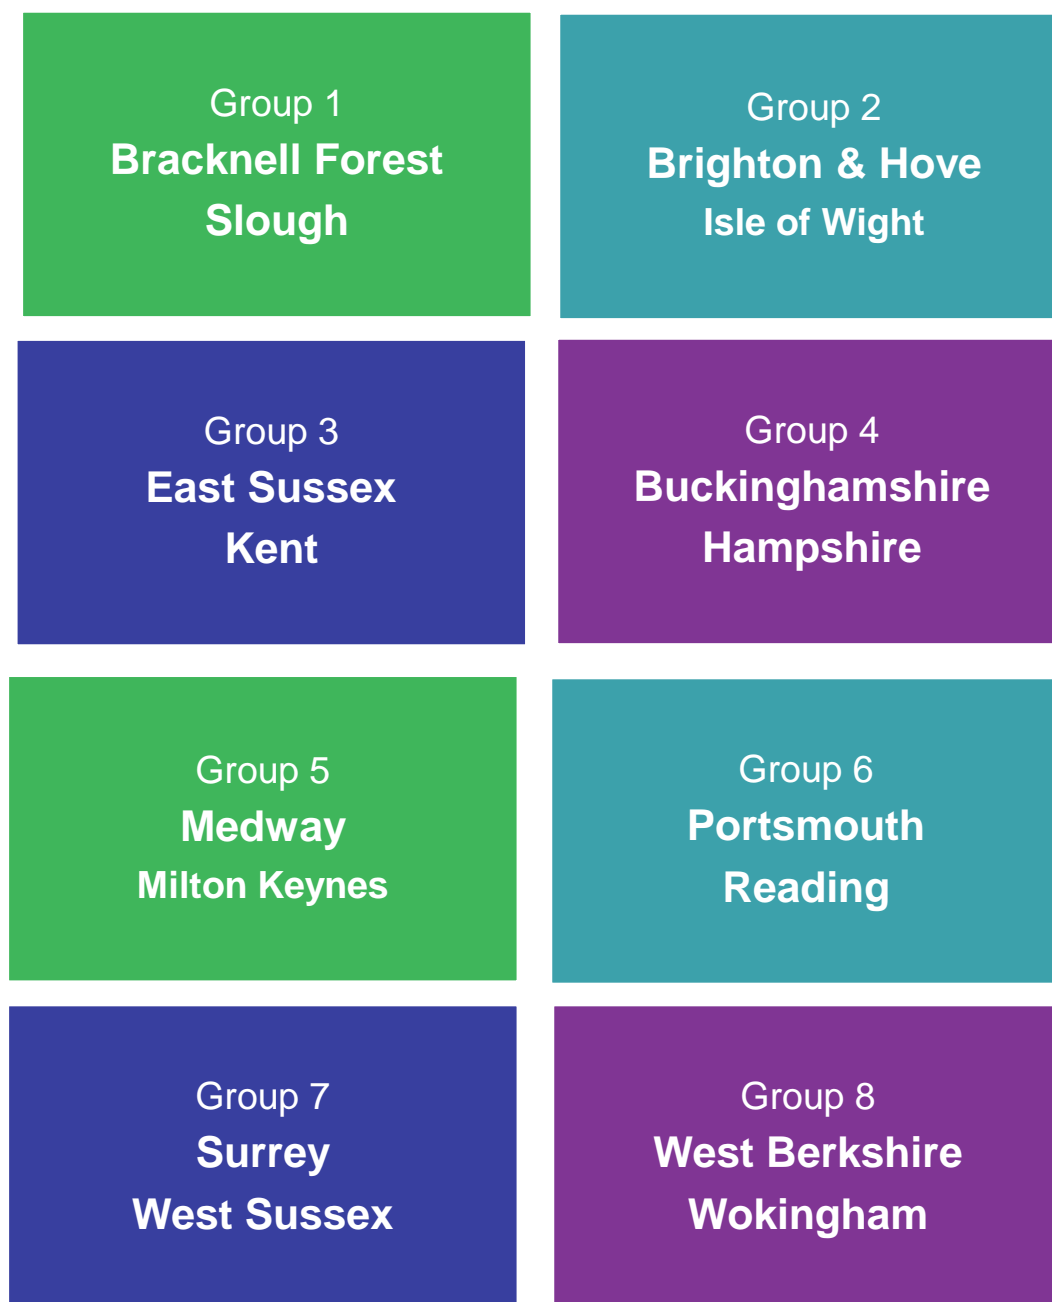 Group 1
Bracknell Forest
Slough
Group 2
Brighton & Hove
Isle of Wight
Group 3
East Sussex
Kent
Group 4
Buckinghamshire
Hampshire
Group 5
Medway
Milton Keynes
Group 6
Portsmouth
Reading
Group 7
Surrey
West Sussex
Group 8
West Berkshire
Wokingham